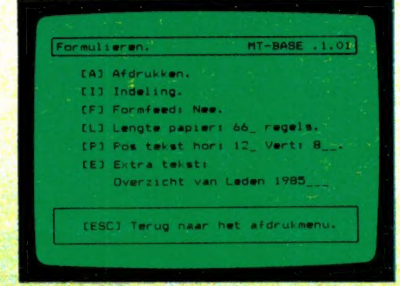 Formulieren. MT-BASE .1.01
[A] Afdrukken.
[I] Indeling.
[F] Formfeed: Nee.
[L] Lengte papier: 66_ regels.
[P] Pos tekst hor: 12_ Vert: 8__.
[E] Extra tekst:
Overzicht van Leden 1985___
[ESC] Terug naar het afdrukmenu.